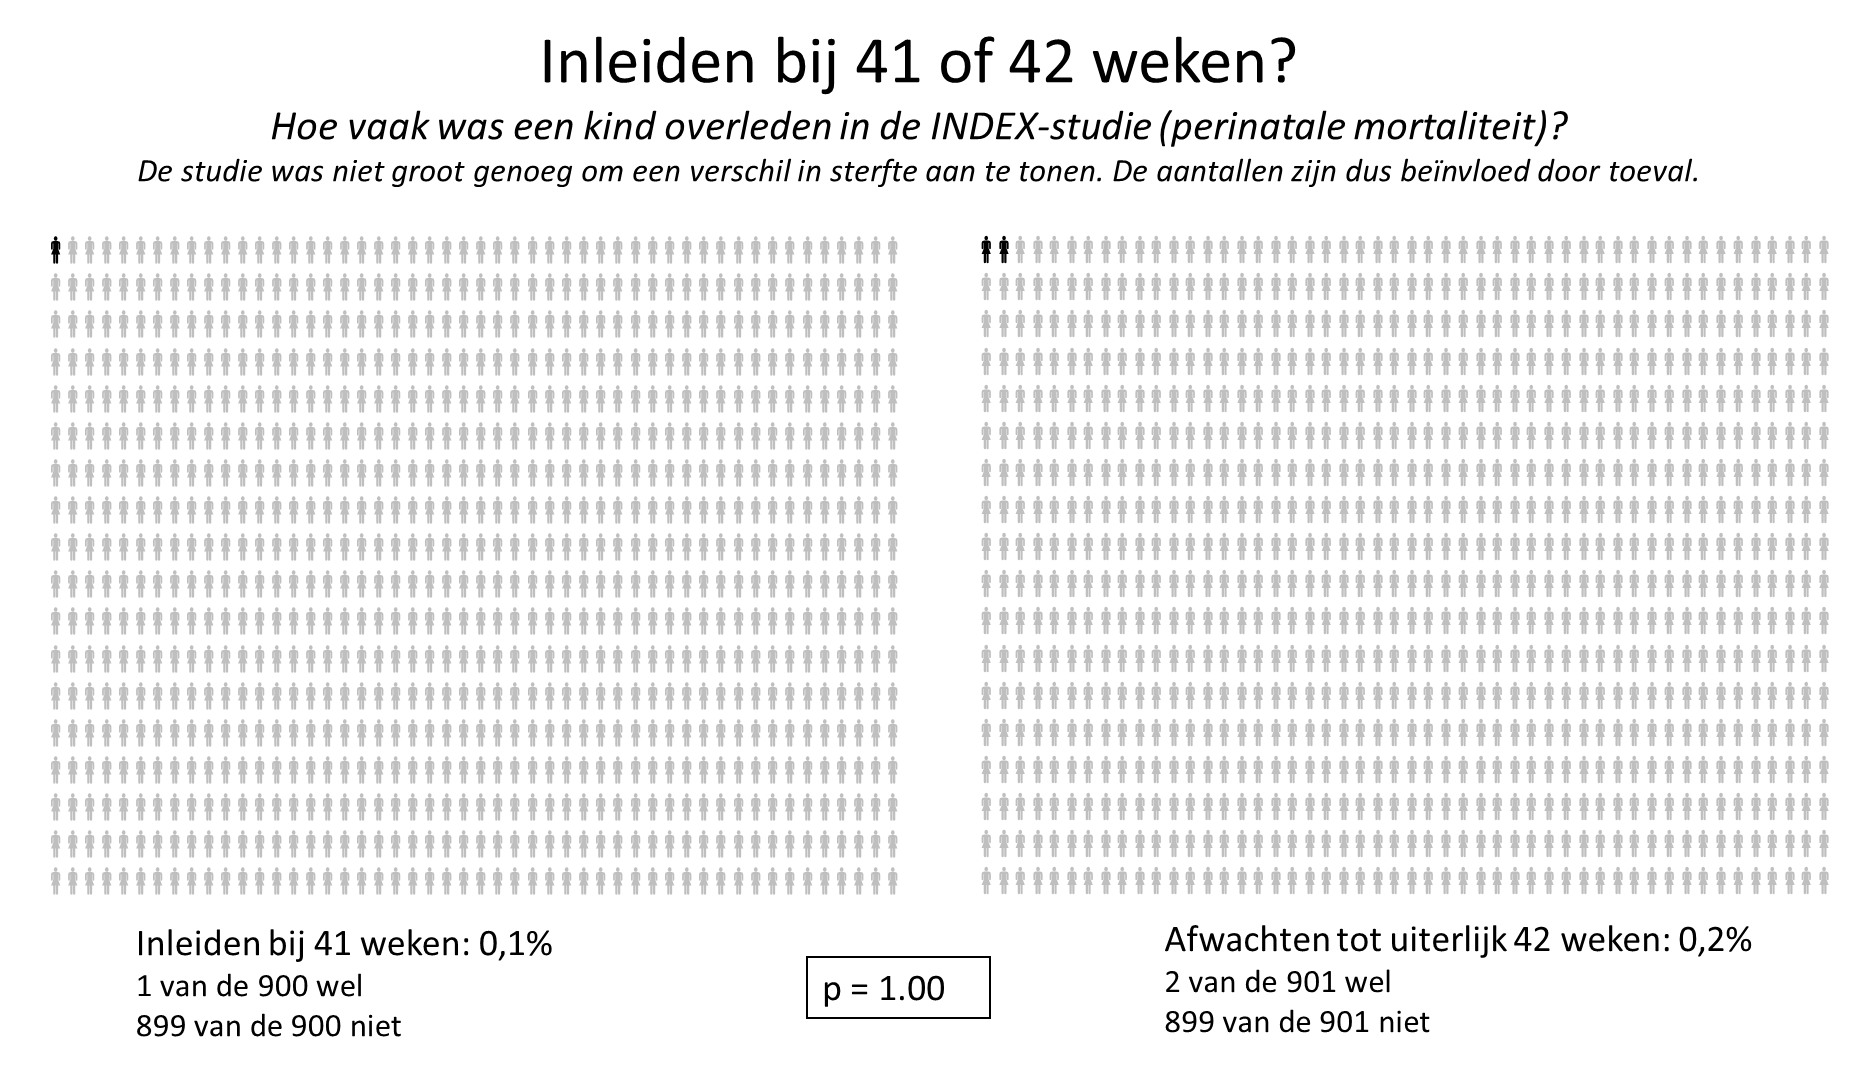 Inleiden bij 41 of 42 weken?
Hoe vaak was een kind overleden in de INDEX-studie (perinatale mortaliteit)?
De studie was niet groot genoeg om een verschil in sterfte aan te tonen. De aantallen zijn dus beïnvloed door toeval.
Inleiden bij 41 weken: 0,1%
1 van de 900 wel
899 van de 900 niet
p = 1.00
Afwachten tot uiterlijk 42 weken: 0,2%
2 van de 901 wel
899 van de 901 niet